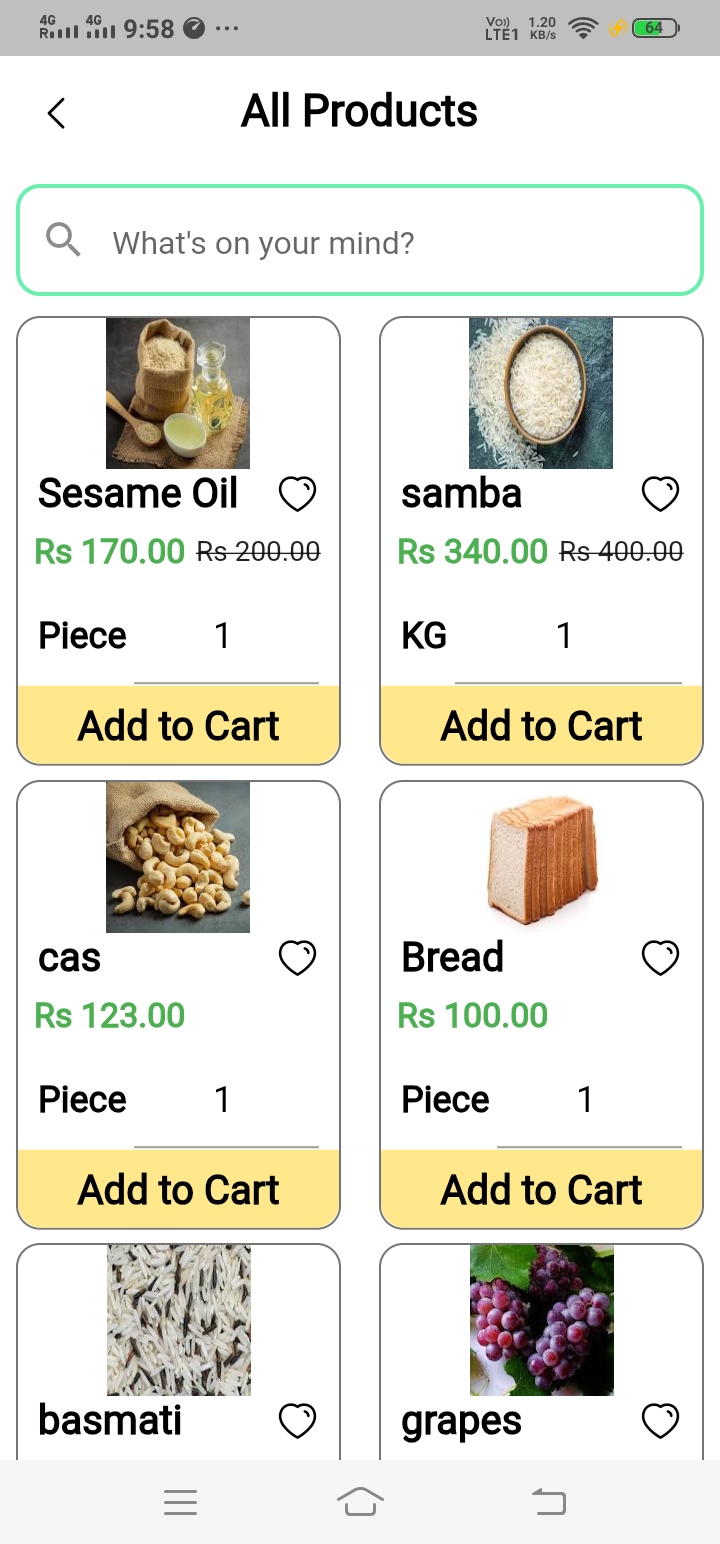 4G R 4G 9:58 ... Vo)) LTE1 1.20 KB/s 64
All Products
What's on your mind?
Sesame Oil
samba
Rs 170.00 Rs 200.00
Rs 340.00 Rs 400.00
Piece 1
KG 1
Add to Cart
Add to Cart
cas
Bread
Rs 123.00
Rs 100.00
Piece 1
Piece 1
Add to Cart
Add to Cart
basmati
grapes